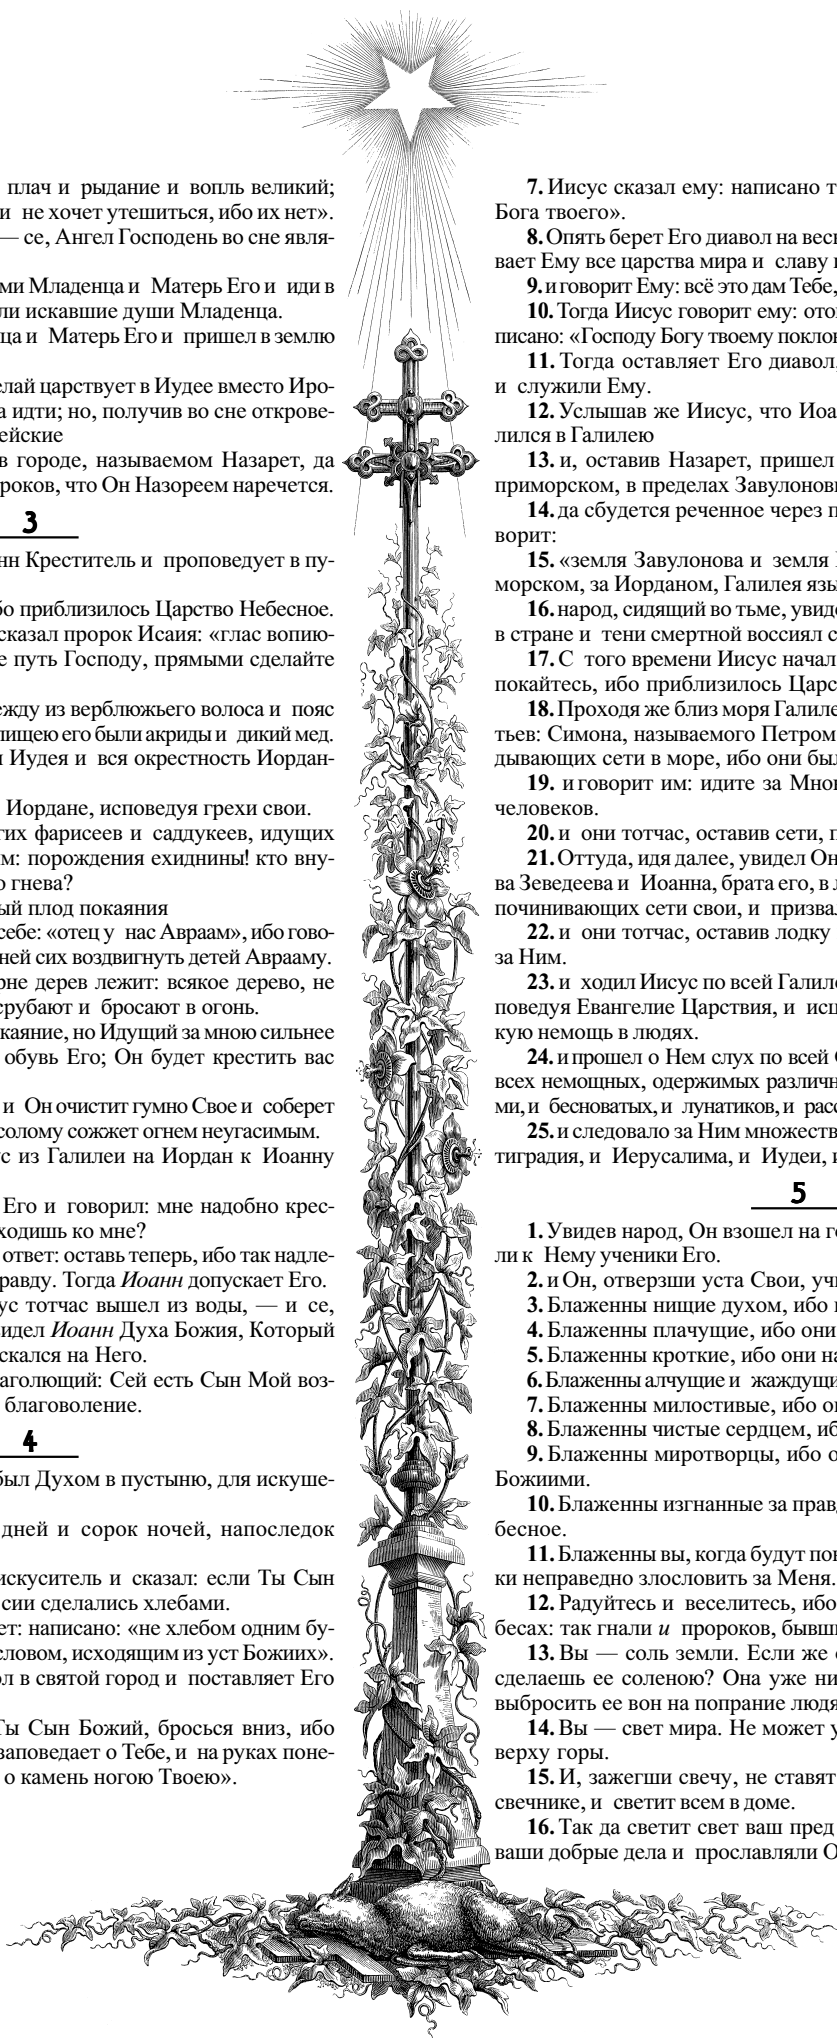 плач и рыдание и вопль великий;
и не хочет утешиться, ибо их нет».
— се, Ангел Господень во сне явля-
ми Младенца и Матерь Его и иди в
ли искавшие души Младенца.
ца и Матерь Его и пришел в землю
елай царствует в Иудее вместо Иро-
а идти; но, получив во сне открове-
ейские
в городе, называемом Назарет, да
роков, что Он Назореем наречется.
3
нн Креститель и проповедует в пу-
бо приблизилось Царство Небесное.
сказал пророк Исаия: «глас вопию-
е путь Господу, прямыми сделайте
ежду из верблюжьего волоса и пояс
пищею его были акриды и дикий мед.
и Иудея и вся окрестность Иордан-
Иордане, исповедуя грехи свои.
гих фарисеев и саддукеев, идущих
м: порождения ехиднины! кто вну-
о гнева?
ый плод покаяния
себе: «отец у нас Авраам», ибо гово-
ней сих воздвигнуть детей Аврааму.
рне дерев лежит: всякое дерево, не
срубают и бросают в огонь.
каяние, но Идущий за мною сильнее
обувь Его; Он будет крестить вас
и Он очистит гумно Свое и соберет
солому сожжет огнем неугасимым.
ус из Галилеи на Иордан к Иоанну
Его и говорил: мне надобно крес-
ходишь ко мне?
ответ: оставь теперь, ибо так надле-
равду. Тогда Иоанн допускает Его.
ус тотчас вышел из воды, — и се,
идел Иоанн Духа Божия, Который
скался на Него.
аголющий: Сей есть Сын Мой воз-
благоволение.
4
был Духом в пустыню, для искуше-
дней и сорок ночей, напоследок
искуситель и сказал: если Ты Сын
сии сделались хлебами.
ет: написано: «не хлебом одним бу-
словом, исходящим из уст Божиих».
ол в святой город и поставляет Его
Ты Сын Божий, бросься вниз, ибо
заповедает о Тебе, и на руках поне-
о камень ногою Твоею».
7. Иисус сказал ему: написано т
Бога твоего».
8. Опять берет Его диавол на вес
вает Ему все царства мира и славу
9. и говорит Ему: всё это дам Тебе,
10. Тогда Иисус говорит ему: ото
писано: «Господу Богу твоему покло
11. Тогда оставляет Его диавол,
и служили Ему.
12. Услышав же Иисус, что Иоа
лился в Галилею
13. и, оставив Назарет, пришел
приморском, в пределах Завулонов
14. да сбудется реченное через п
ворит:
15. «земля Завулонова и земля
морском, за Иорданом, Галилея язы
16. народ, сидящий во тьме, увид
в стране и тени смертной воссиял с
17. С того времени Иисус начал
покайтесь, ибо приблизилось Царс
18. Проходя же близ моря Галиле
тьев: Симона, называемого Петром
дывающих сети в море, ибо они был
19. и говорит им: идите за Мно
человеков.
20. и они тотчас, оставив сети, п
21. Оттуда, идя далее, увидел Он
ва Зеведеева и Иоанна, брата его, в л
починивающих сети свои, и призва
22. и они тотчас, оставив лодку
за Ним.
23. и ходил Иисус по всей Галил
поведуя Евангелие Царствия, и исц
кую немощь в людях.
24. и прошел о Нем слух по всей С
всех немощных, одержимых различн
ми, и бесноватых, и лунатиков, и расс
25. и следовало за Ним множеств
тиградия, и Иерусалима, и Иудеи, и
5
1. Увидев народ, Он взошел на г
ли к Нему ученики Его.
2. и Он, отверзши уста Свои, учи
3. Блаженны нищие духом, ибо
4. Блаженны плачущие, ибо они
5. Блаженны кроткие, ибо они на
6. Блаженны алчущие и жаждущи
7. Блаженны милостивые, ибо о
8. Блаженны чистые сердцем, иб
9. Блаженны миротворцы, ибо о
Божиими.
10. Блаженны изгнанные за прав
бесное.
11. Блаженны вы, когда будут по
ки неправедно злословить за Меня.
12. Радуйтесь и веселитесь, ибо
бесах: так гнали и пророков, бывш
13. Вы — соль земли. Если же с
сделаешь ее соленою? Она уже ни
выбросить ее вон на попрание людя
14. Вы — свет мира. Не может у
верху горы.
15. И, зажегши свечу, не ставят
свечнике, и светит всем в доме.
16. Так да светит свет ваш пред
ваши добрые дела и прославляли О